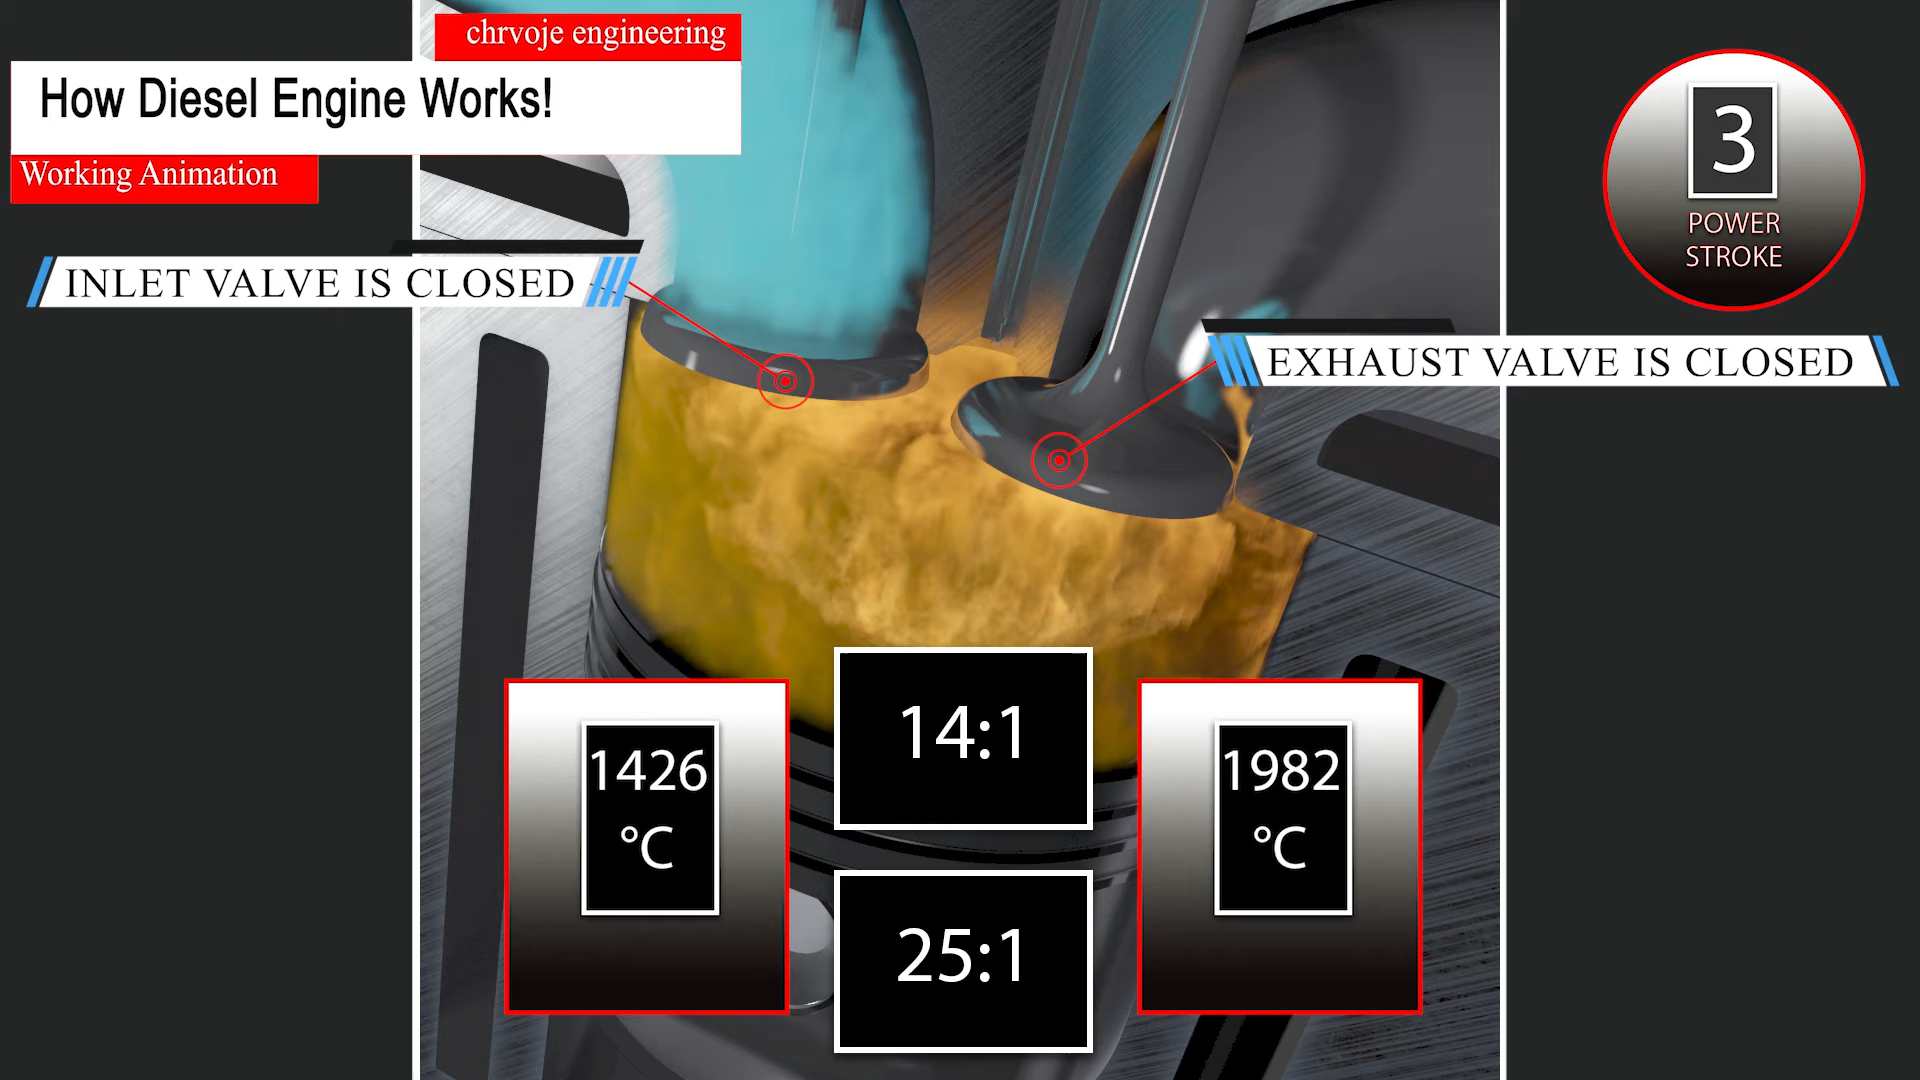 chrvoje engineering
How Diesel Engine Works!
Working Animation
3
POWER
STROKE
INLET VALVE IS CLOSED
EXHAUST VALVE IS CLOSED
1426
°C
14:1
25:1
1982
°C